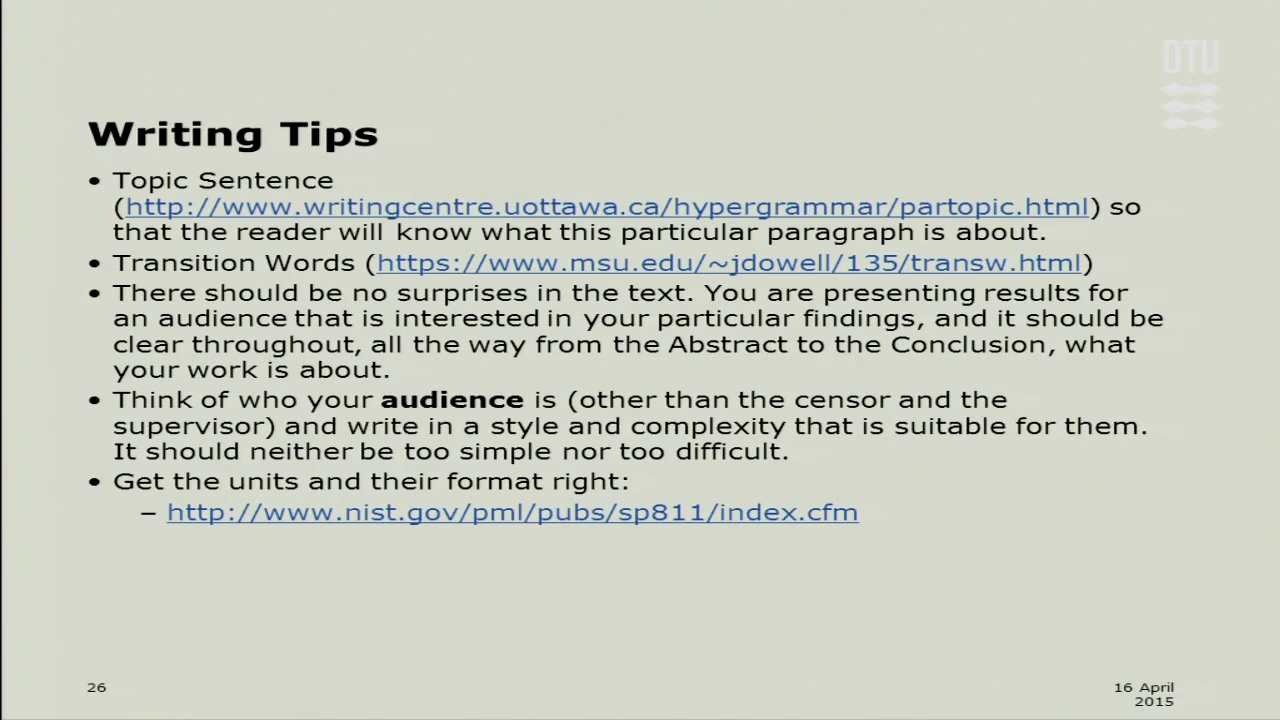 DTU
Writing Tips
• Topic Sentence
(http://www.writingcentre.uottawa.ca/hypergrammar/partopic.html) so
that the reader will know what this particular paragraph is about.
• Transition Words (https://www.msu.edu/~jdowell/135/transw.html)
• There should be no surprises in the text. You are presenting results for
an audience that is interested in your particular findings, and it should be
clear throughout, all the way from the Abstract to the Conclusion, what
your work is about.
• Think of who your audience is (other than the censor and the
supervisor) and write in a style and complexity that is suitable for them.
It should neither be too simple nor too difficult.
• Get the units and their format right:
– http://www.nist.gov/pml/pubs/sp811/index.cfm
26
16 April
2015